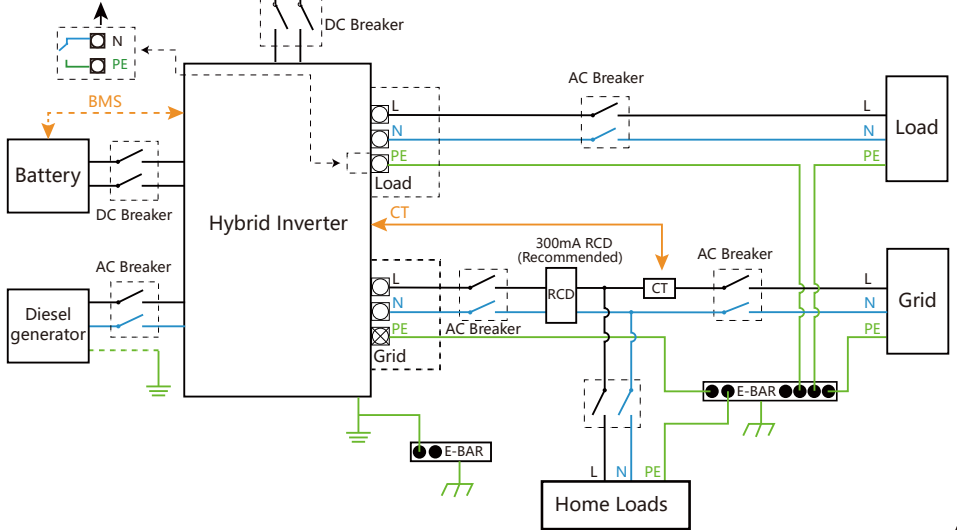 DC Breaker
N
PE
BMS
Battery
DC Breaker
AC Breaker
Diesel
generator
Hybrid Inverter
L
N
PE
Load
AC Breaker
L
N
PE
Load
CT
300mA RCD
(Recommended)
AC Breaker
L
N
PE
Grid
AC Breaker
RCD
CT
L
N
PE
Grid
E-BAR
E-BAR
L
N
PE
Home Loads